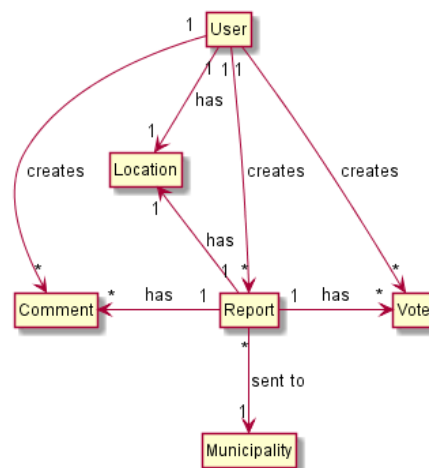 User
1
1 1 1
has
creates
creates
creates
1
Location
1
has
1
*
*
*
Comment
* has 1
Report
1 has *
Vote
*
sent to
1
Municipality